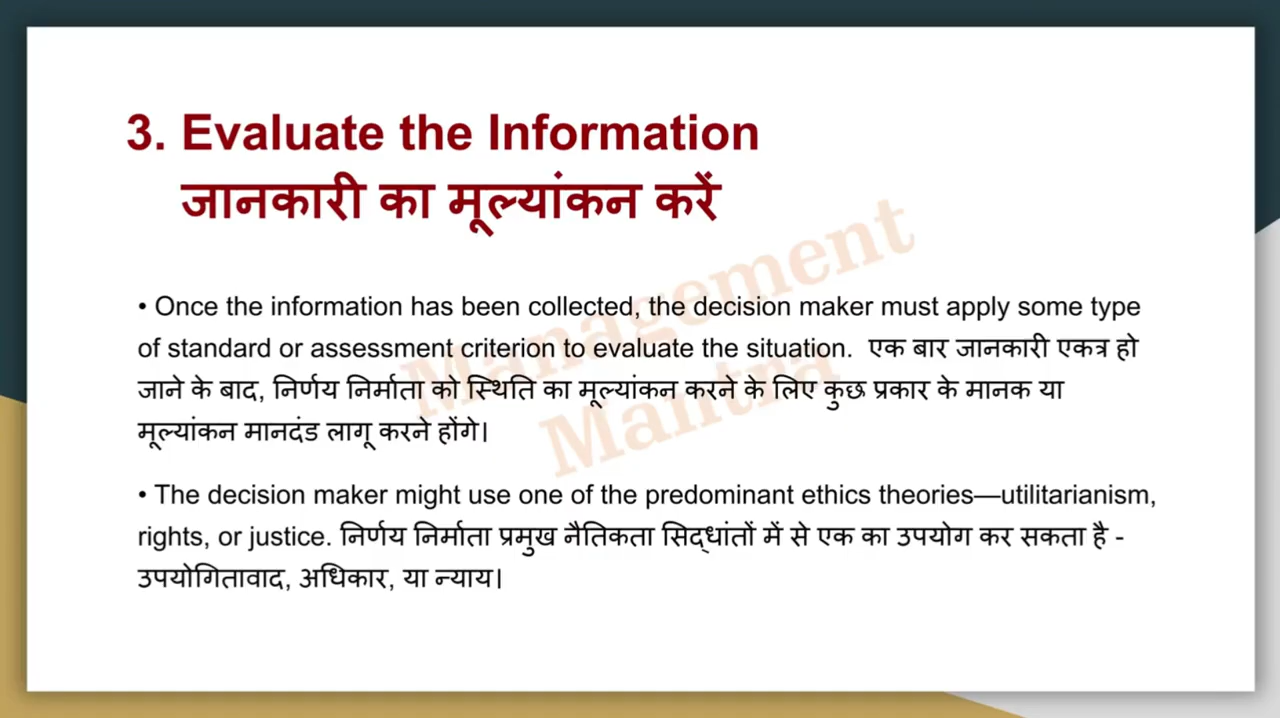 3. Evaluate the Information
जानकारी का मूल्यांकन करें
• Once the information has been collected, the decision maker must apply some type
of standard or assessment criterion to evaluate the situation. एक बार जानकारी एकत्र हो
जाने के बाद, निर्णय निर्माता को स्थिति का मूल्यांकन करने के लिए कुछ प्रकार के मानक या
मूल्यांकन मानदंड लागू करने होंगे।
• The decision maker might use one of the predominant ethics theories—utilitarianism,
rights, or justice. निर्णय निर्माता प्रमुख नैतिकता सिद्धांतों में से एक का उपयोग कर सकता है -
उपयोगितावाद, अधिकार, या न्याय।
Management
Mantra